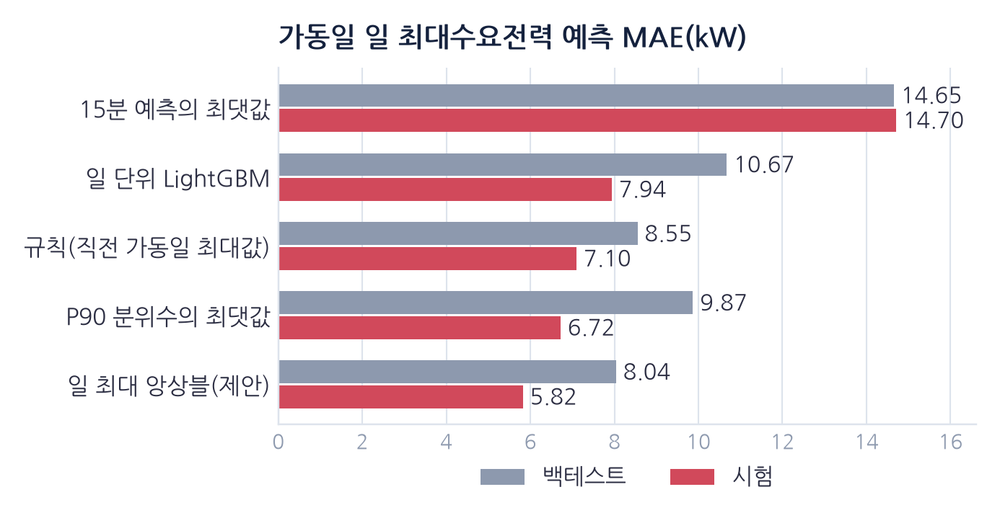 가동일 일 최대수요전력 예측 MAE(kW)
15분 예측의 최댓값
14.65
14.70
일 단위 LightGBM
10.67
7.94
규칙(직전 가동일 최대값)
8.55
7.10
P90 분위수의 최댓값
9.87
6.72
일 최대 앙상블(제안)
8.04
5.82
0 2 4 6 8 10 12 14 16
백테스트 시험